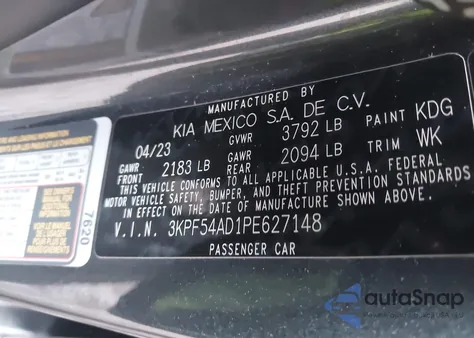 MANUFACTURED BY
KIA MEXICO S.A. DE C.V.
04/23 GVWR 3792 LB PAINT KDG
GAWR FRONT 2183 LB GAWR REAR 2094 LB TRIM WK
THIS VEHICLE CONFORMS TO ALL APPLICABLE U.S.A. FEDERAL
MOTOR VEHICLE SAFETY, BUMPER, AND THEFT PREVENTION STANDARDS
IN EFFECT ON THE DATE OF MANUFACTURE SHOWN ABOVE.
V.I.N. 3KPF54AD1PE627148
PASSENGER CAR
7620
autoSnap